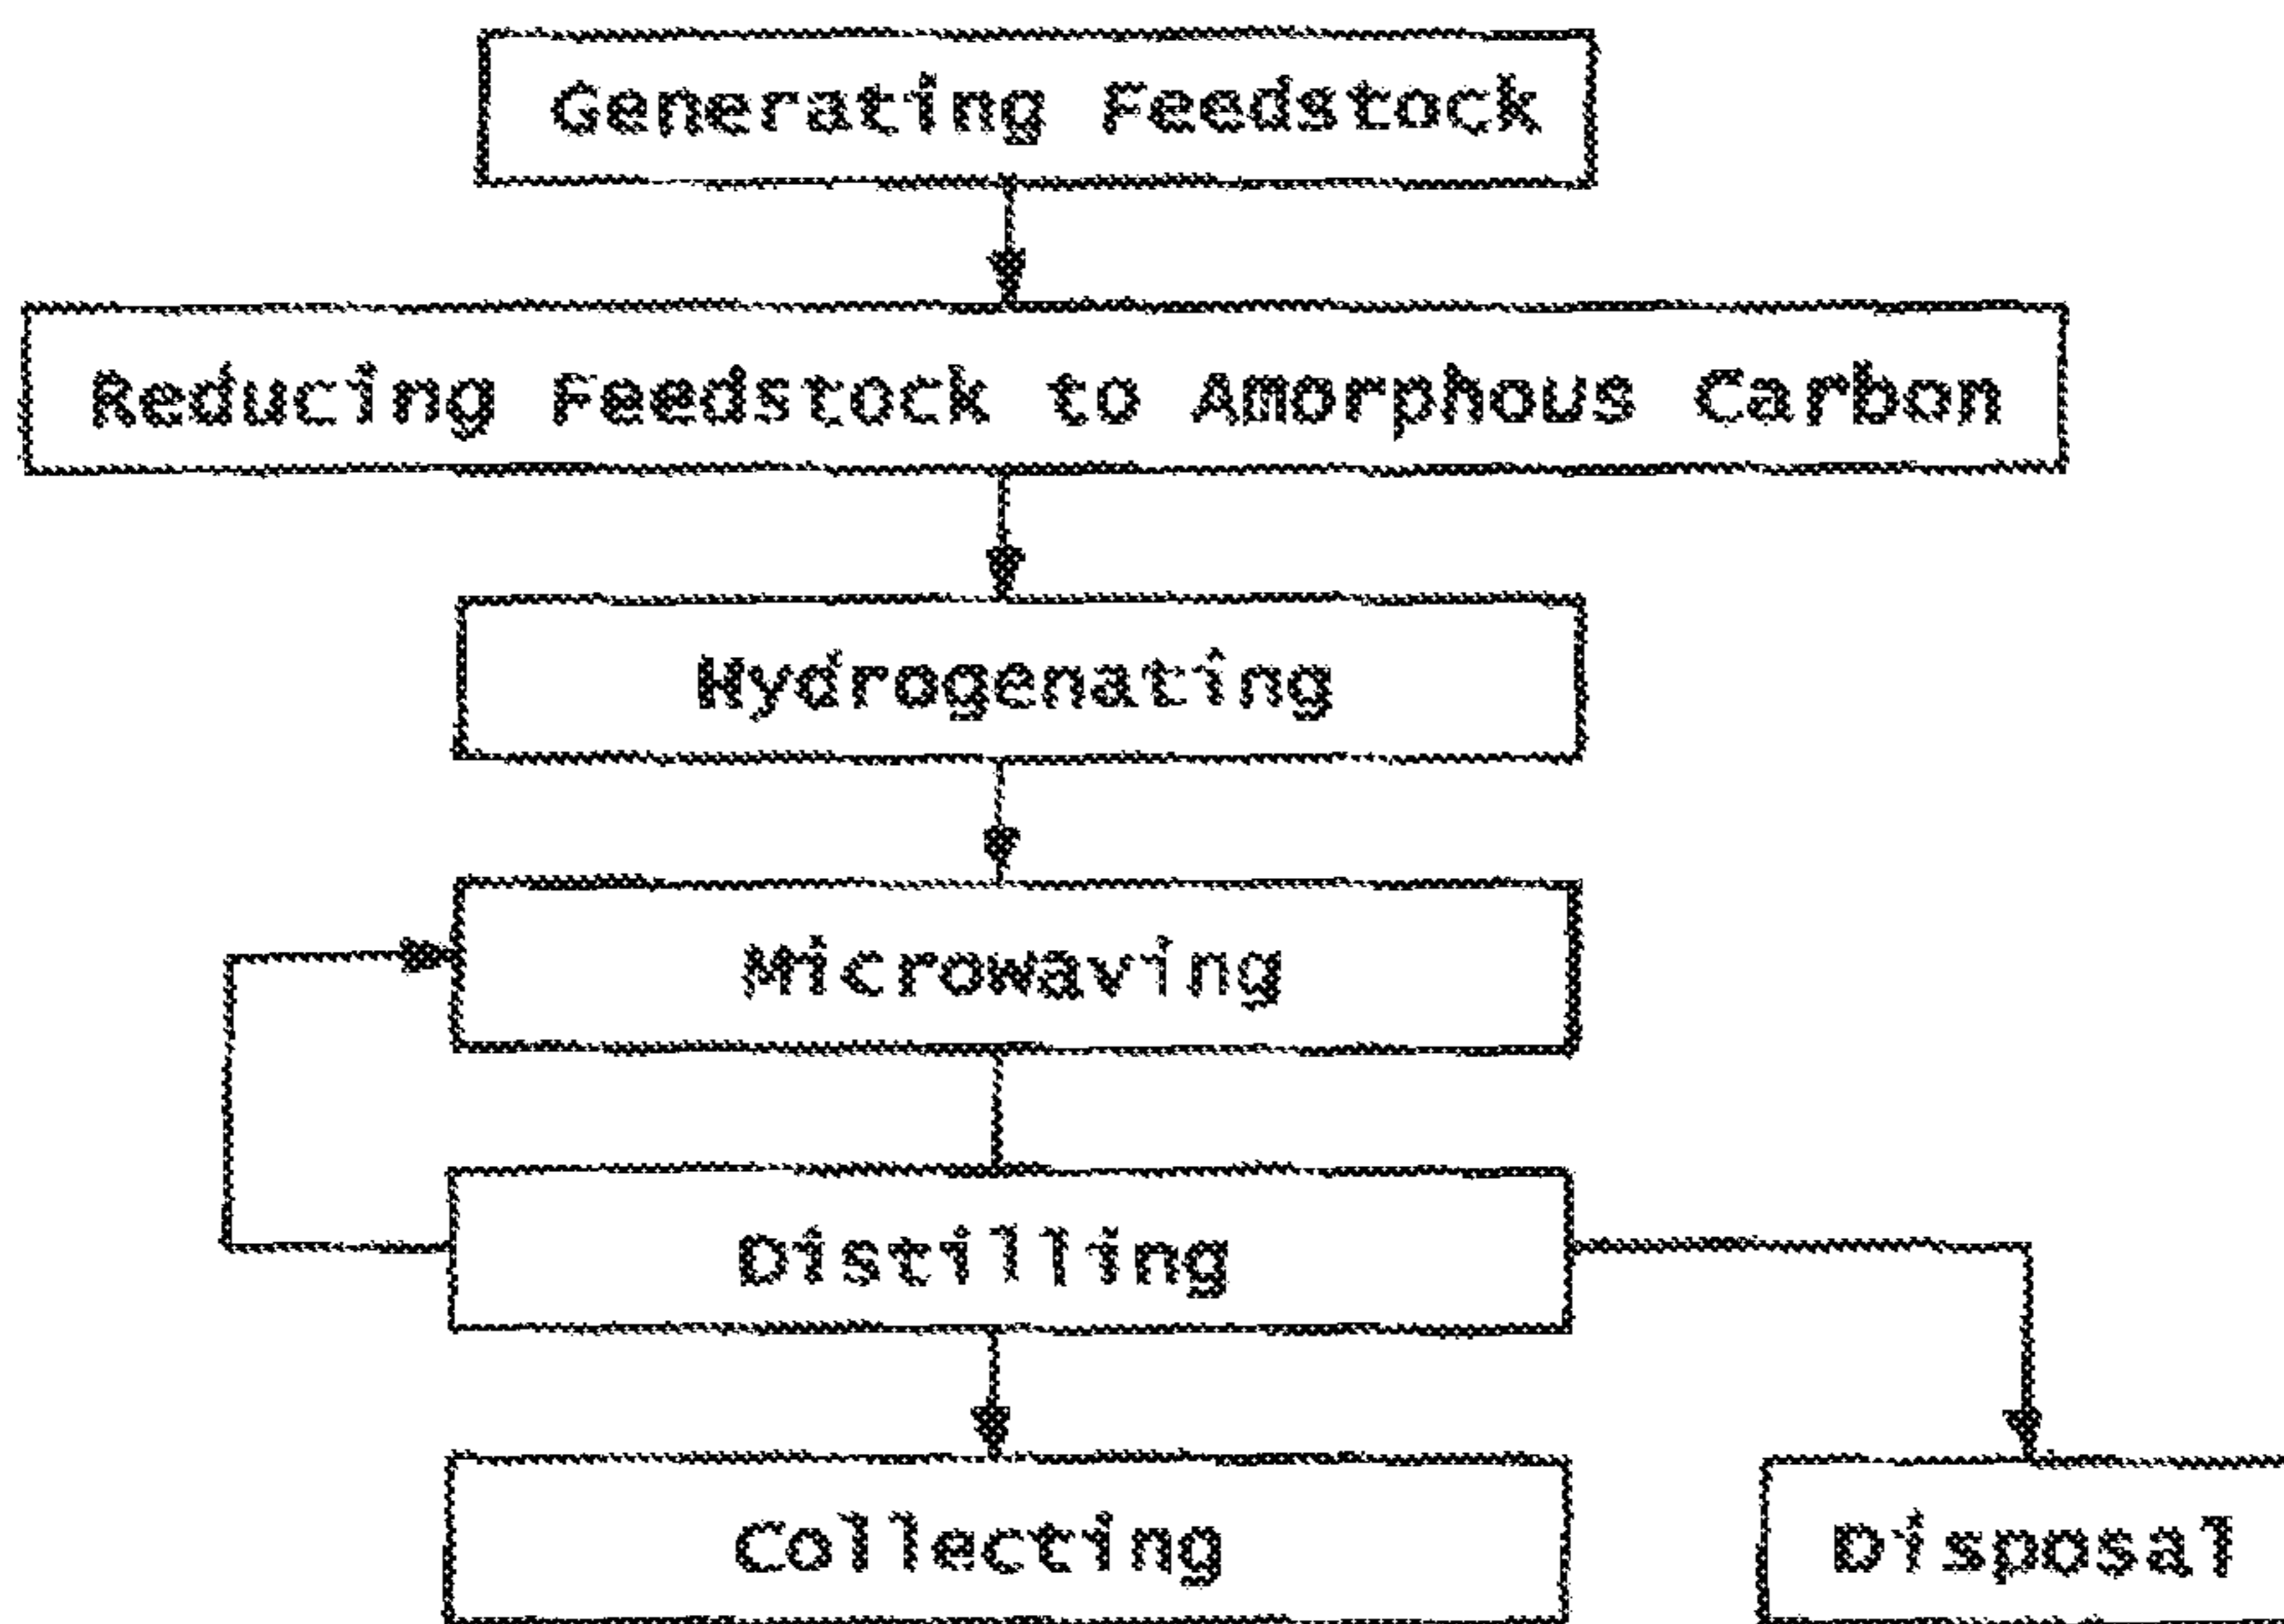 Generating Feedstock
Reducing Feedstock to Amorphous Carbon
Hydrogenating
Microwaving
Distilling
Collecting
Disposal